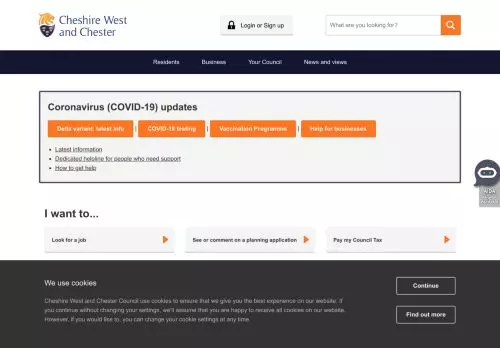 Cheshire West
and Chester
Login or Sign up
What are you looking for?
Residents
Business
Your Council
News and views
Coronavirus (COVID-19) updates
Delta variant: latest info | COVID-19 testing | Vaccination Programme | Help for businesses
Latest information
Dedicated helpline for people who need support
How to get help
AIDA
I want to...
Look for a job
See or comment on a planning application
Pay my Council Tax
We use cookies
Cheshire West and Chester Council use cookies to ensure that we give you the best experience on our website. If
you continue without changing your settings, we'll assume that you are happy to receive all cookies on our website.
However, if you would like to, you can change your cookie settings at any time.
Continue
Find out more